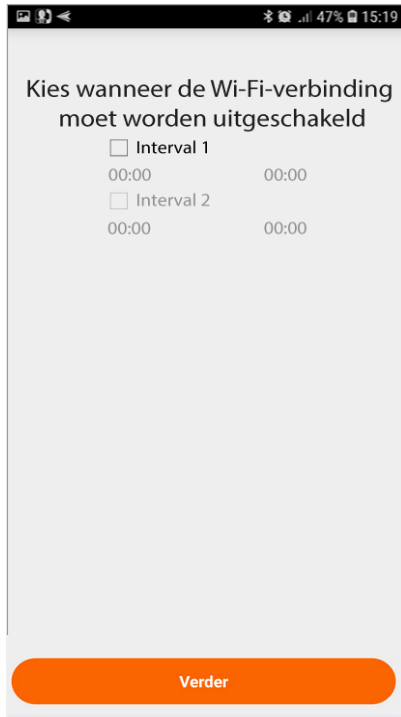 47% 15:19
Kies wanneer de Wi-Fi-verbinding
moet worden uitgeschakeld
Interval 1
00:00 00:00
Interval 2
00:00 00:00
Verder